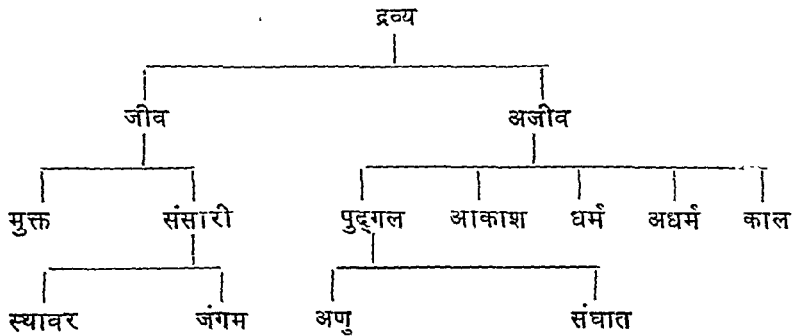 द्रव्य
जीव अजीव
मुक्त संसारी पुद्गल आकाश धर्म अधर्म काल
स्थावर जंगम अणु संघात